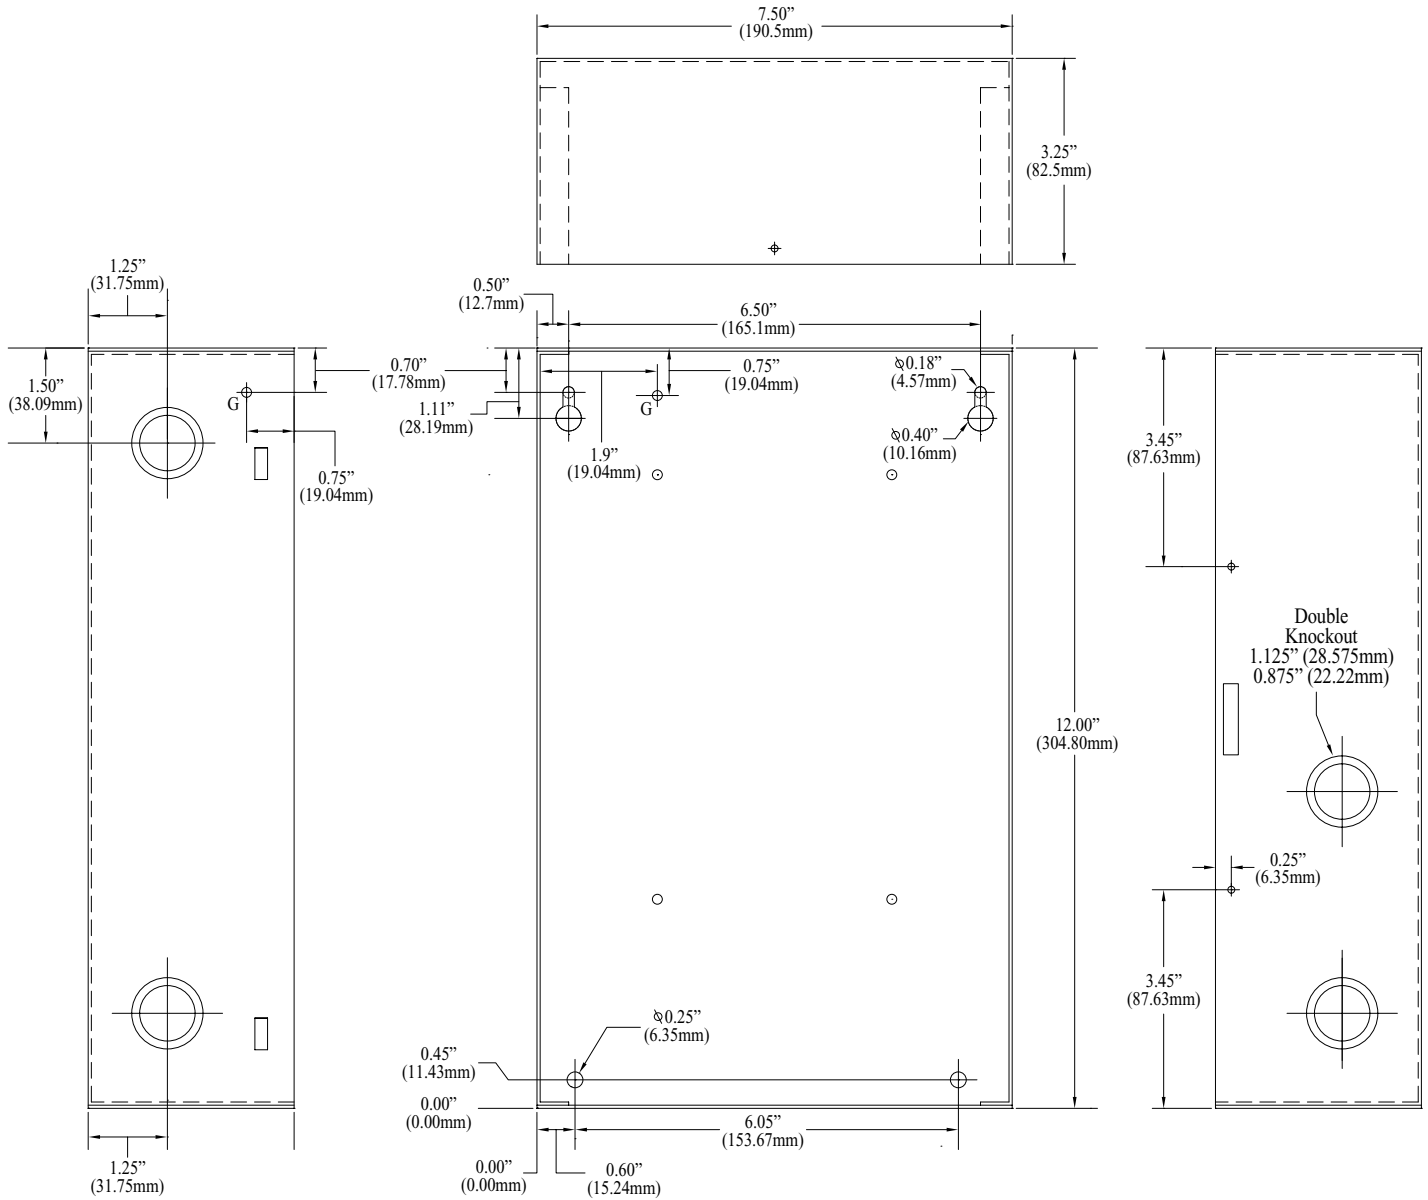 7.50”
(190.5mm)
3.25”
(82.5mm)
1.25”
(31.75mm)
0.50”
(12.7mm)
6.50”
(165.1mm)
1.50”
(38.09mm)
G
0.70”
(17.78mm)
1.11”
(28.19mm)
0.75”
(19.04mm)
G
0.75”
(19.04mm)
1.9”
(19.04mm)
⌀0.18”
(4.57mm)
⌀0.40”
(10.16mm)
3.45”
(87.63mm)
Double
Knockout
1.125” (28.575mm)
0.875” (22.22mm)
12.00”
(304.80mm)
0.25”
(6.35mm)
3.45”
(87.63mm)
⌀0.25”
(6.35mm)
0.45”
(11.43mm)
0.00”
(0.00mm)
6.05”
(153.67mm)
1.25”
(31.75mm)
0.00”
(0.00mm)
0.60”
(15.24mm)